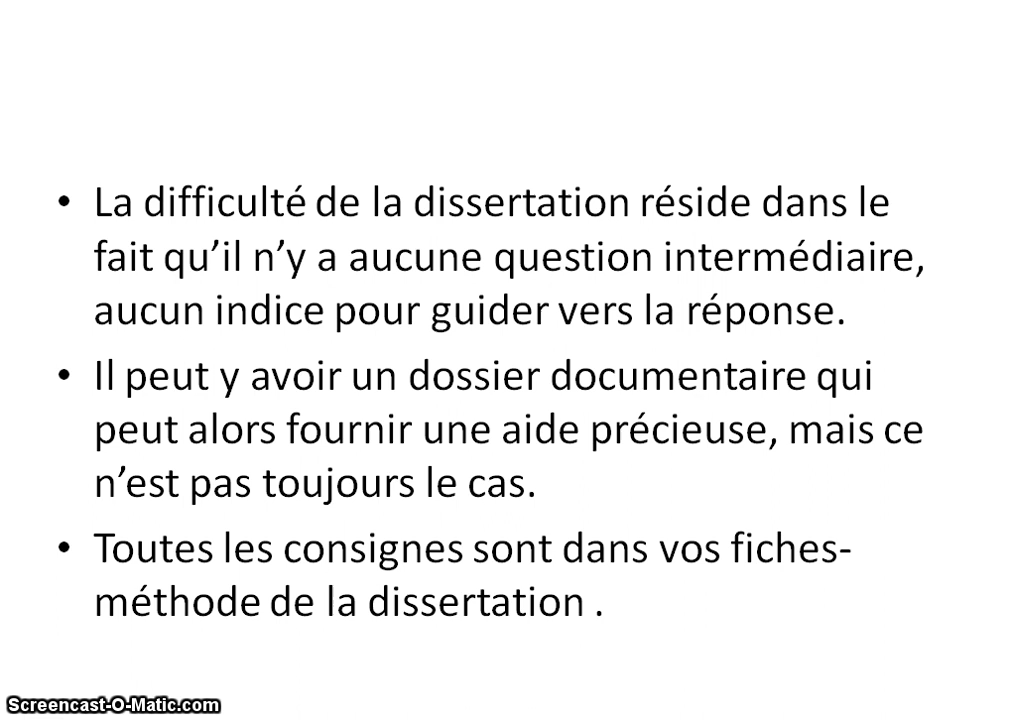 • La difficulté de la dissertation réside dans le
fait qu’il n’y a aucune question intermédiaire,
aucun indice pour guider vers la réponse.
• Il peut y avoir un dossier documentaire qui
peut alors fournir une aide précieuse, mais ce
n’est pas toujours le cas.
• Toutes les consignes sont dans vos fiches-
méthode de la dissertation .
Screencast-O-Matic.com